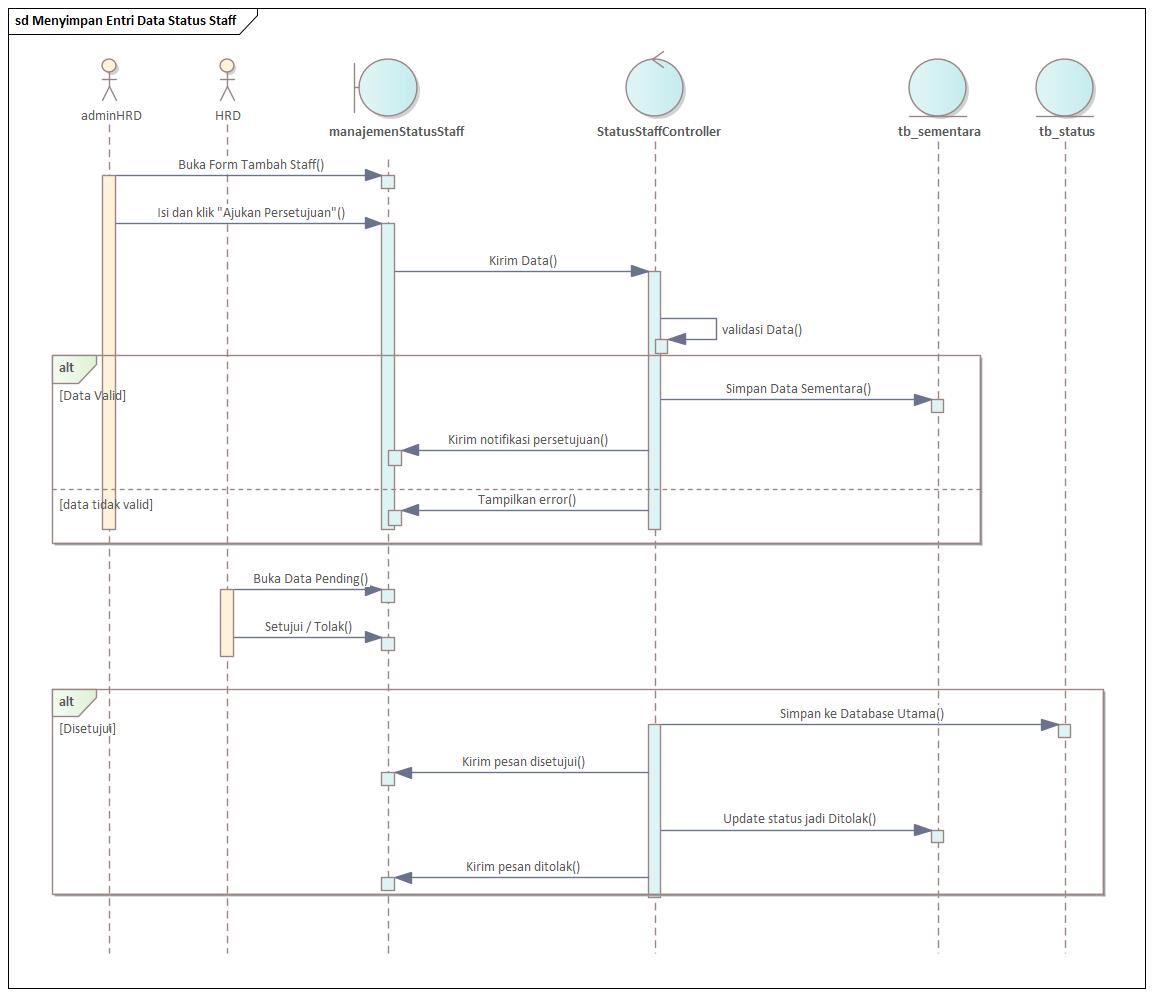 sd Menyimpan Entri Data Status Staff
adminHRD
HRD
manajemenStatusStaff
StatusStaffController
tb_sementara
tb_status
Buka Form Tambah Staff()
Isi dan klik "Ajukan Persetujuan"()
Kirim Data()
validasi Data()
alt
[Data Valid]
Simpan Data Sementara()
Kirim notifikasi persetujuan()
[data tidak valid]
Tampilkan error()
Buka Data Pending()
Setujui / Tolak()
alt
[Disetujui]
Simpan ke Database Utama()
Kirim pesan disetujui()
Update status jadi Ditolak()
Kirim pesan ditolak()